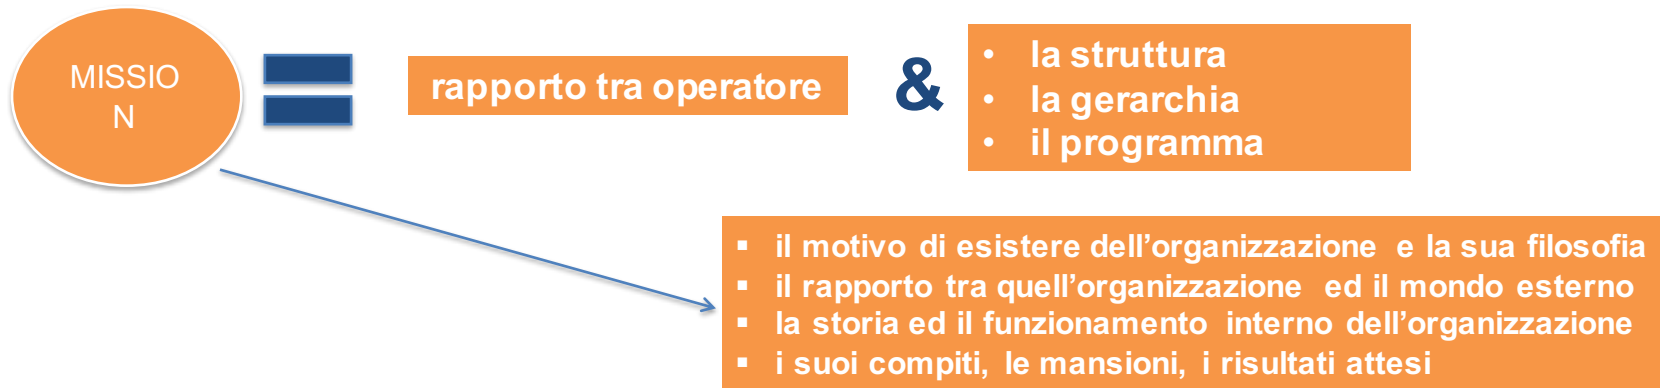 MISSIO
N
rapporto tra operatore
&
• la struttura
• la gerarchia
• il programma
▪ il motivo di esistere dell’organizzazione e la sua filosofia
▪ il rapporto tra quell’organizzazione ed il mondo esterno
▪ la storia ed il funzionamento interno dell’organizzazione
▪ i suoi compiti, le mansioni, i risultati attesi